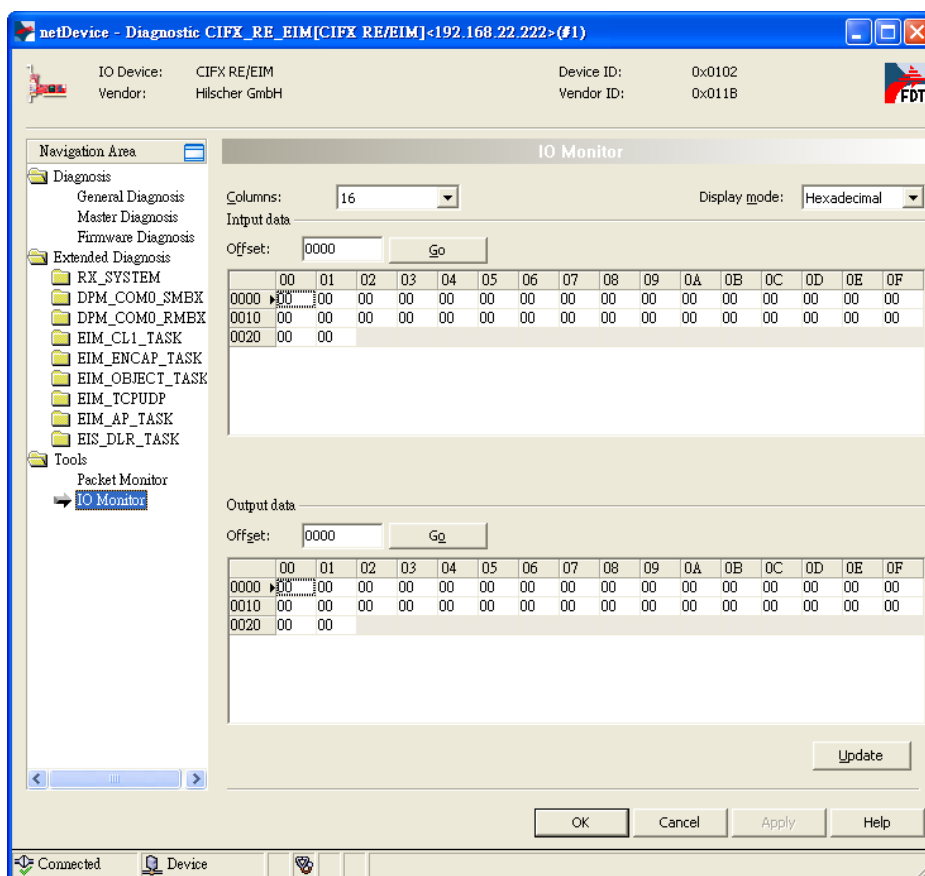 netDevice - Diagnostic CIFX_RE_EIM[CIFX RE/EIM]<192.168.22.222>(#1)
IO Device: CIFX RE/EIM Device ID: 0x0102
Vendor: Hilscher GmbH Vendor ID: 0x011B
FDT
Navigation Area
IO Monitor
Diagnosis
General Diagnosis
Master Diagnosis
Firmware Diagnosis
Extended Diagnosis
RX_SYSTEM
DPM_COM0_SMBX
DPM_COM0_RMBX
EIM_CL1_TASK
EIM_ENCAP_TASK
EIM_OBJECT_TASK
EIM_TCPUDP
EIM_AP_TASK
EIS_DLR_TASK
Tools
Packet Monitor
IO Monitor
Columns: 16 Display mode: Hexadecimal
Intput data
Offset: 0000 Go
00 01 02 03 04 05 06 07 08 09 0A 0B 0C 0D 0E 0F
0000 00 00 00 00 00 00 00 00 00 00 00 00 00 00 00 00
0010 00 00 00 00 00 00 00 00 00 00 00 00 00 00 00 00
0020 00 00
Output data
Offset: 0000 Go
00 01 02 03 04 05 06 07 08 09 0A 0B 0C 0D 0E 0F
0000 00 00 00 00 00 00 00 00 00 00 00 00 00 00 00 00
0010 00 00 00 00 00 00 00 00 00 00 00 00 00 00 00 00
0020 00 00
Update
OK Cancel Apply Help
Connected Device